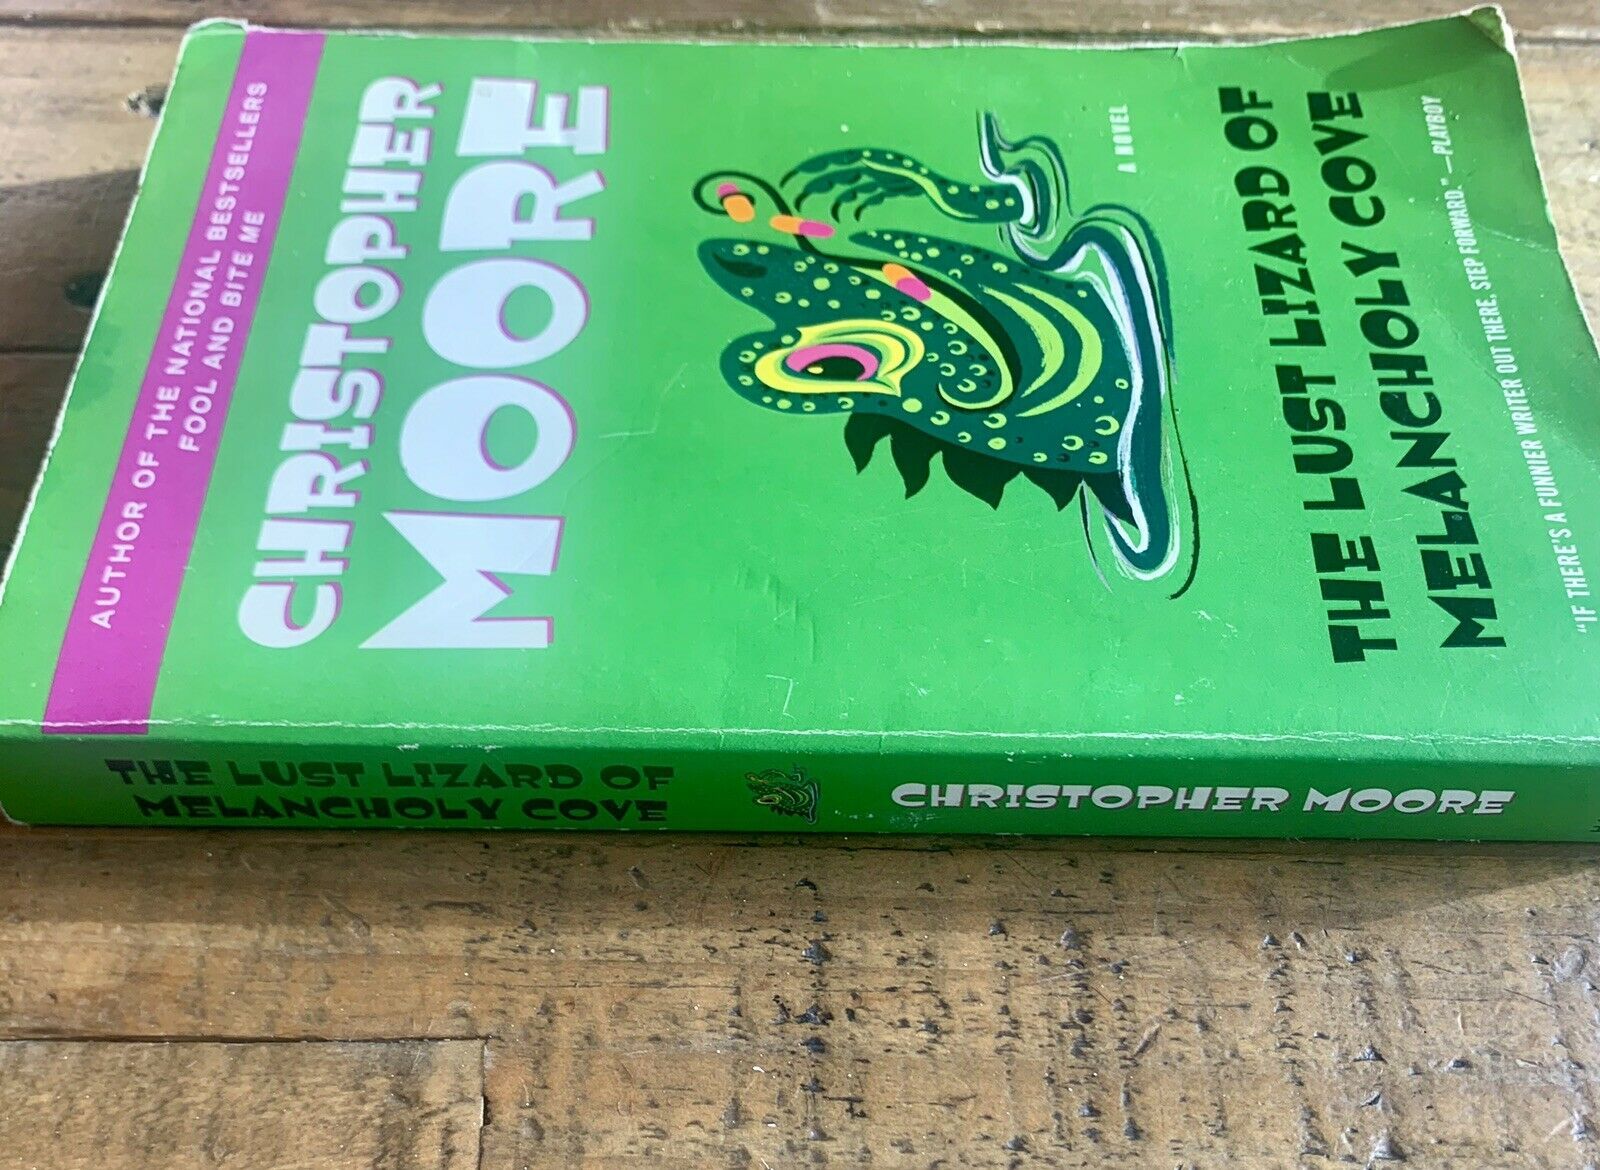 AUTHOR OF THE NATIONAL BESTSELLERS
FOOL AND BITE ME
CHRISTOPHER
MOORE
A NOVEL
THE LUST LIZARD OF
MELANCHOLY COVE
"IF THERE'S A FUNNIER WRITER OUT THERE, STEP FORWARD." —PLAYBOY
THE LUST LIZARD OF
MELANCHOLY COVE
CHRISTOPHER MOORE